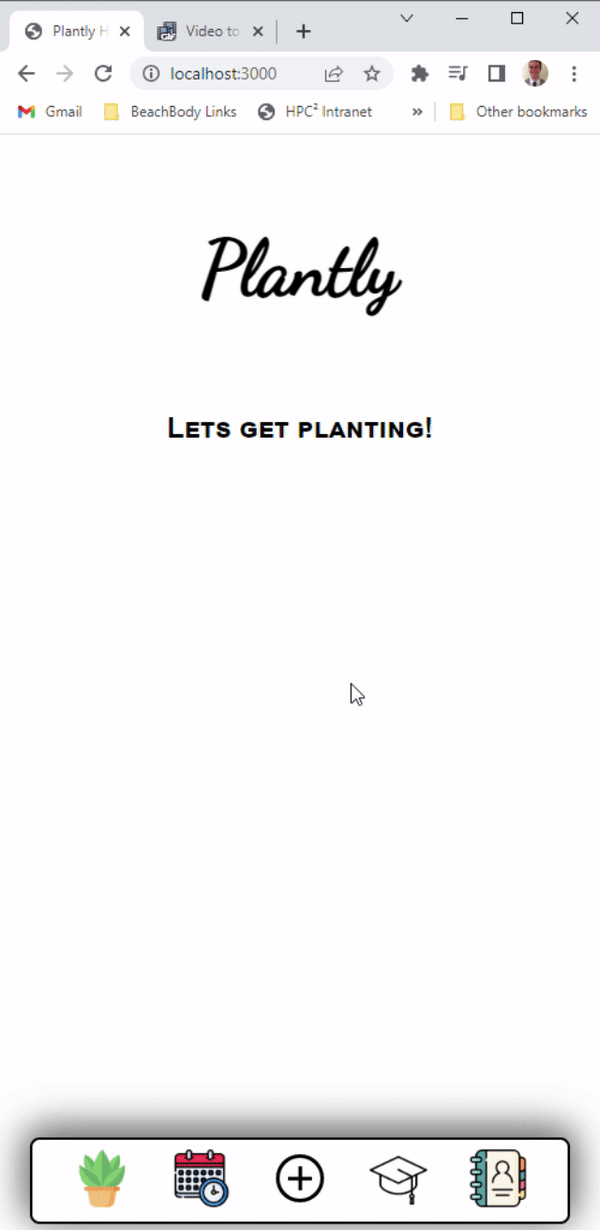 Plantly H
Video to
localhost:3000
Gmail
BeachBody Links
HPC² Intranet
»
Other bookmarks
Plantly
Lets get planting!